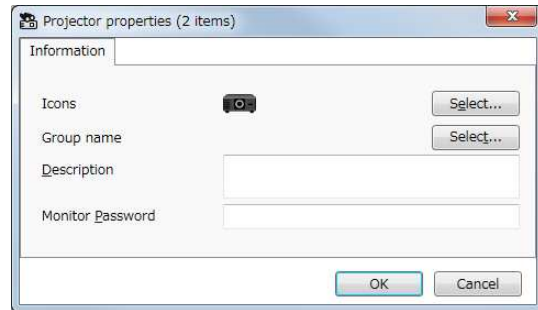 Projector properties (2 items)
Information
Icons Select...
Group name Select...
Description
Monitor Password
OK Cancel